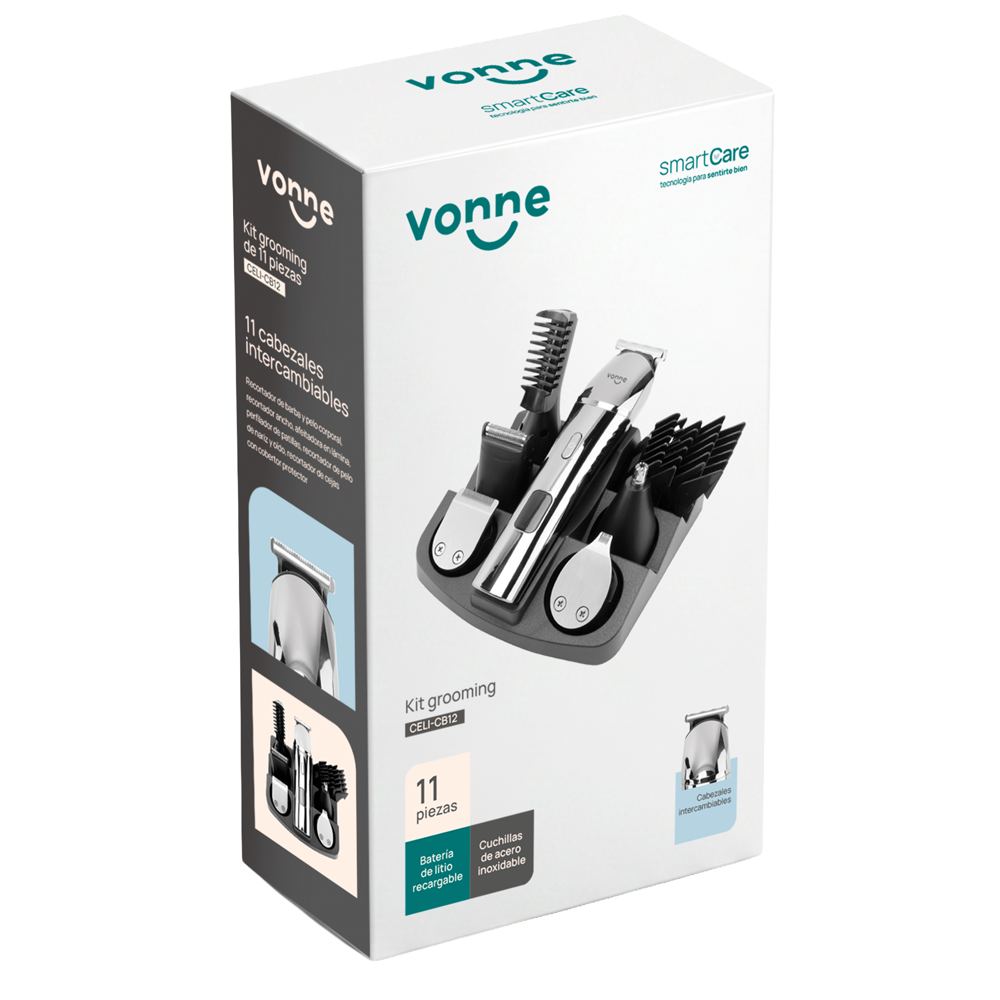 vonne
smartCare
tecnología para sentirte bien
vonne
Kit grooming
de 11 piezas
CELI-CB12
11 cabezales
intercambiables
Recortador de barba y pelo corporal,
recortador ancho, afeitadora en lámina,
perfilador de patillas, recortador de pelo
de nariz y oído, recortador de cejas
con cobertor protector
smartCare
tecnología para sentirte bien
vonne
vonne
Kit grooming
CELI-CB12
11
piezas
Batería
de litio
recargable
Cuchillas
de acero
inoxidable
Cabezales
intercambiables